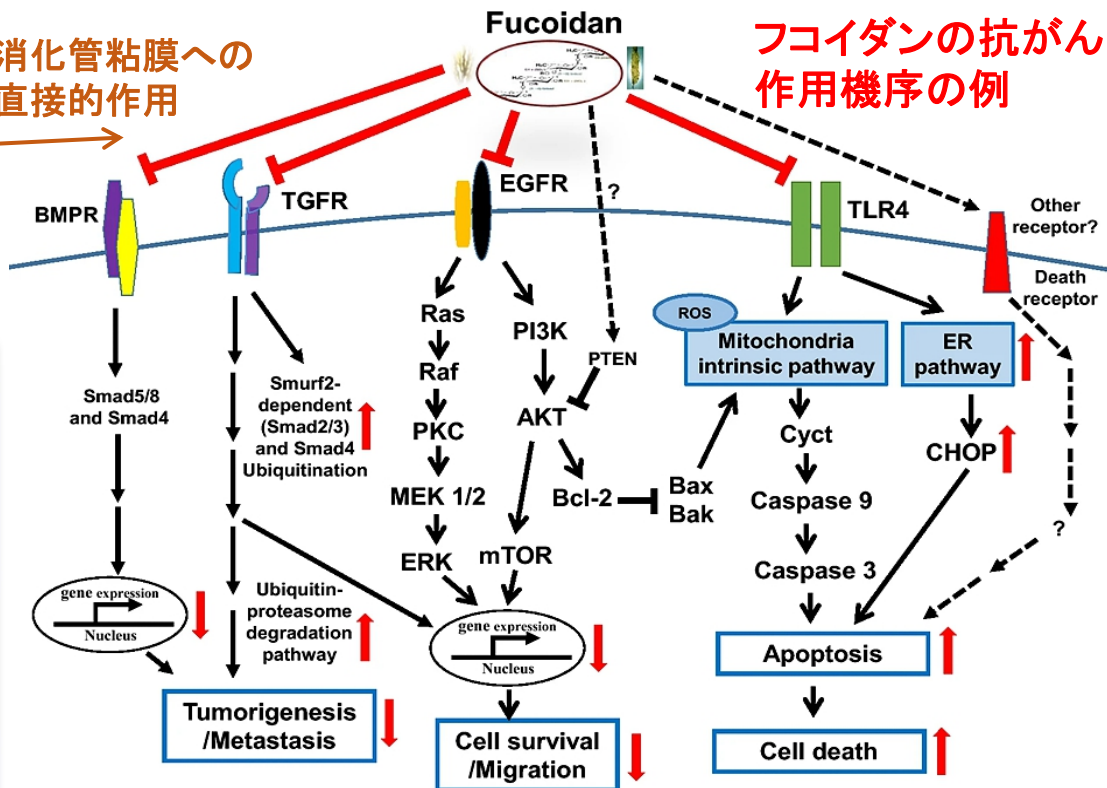 Fucoidan
消化管粘膜への
直接的作用
フコイダンの抗がん
作用機序の例
BMPR
TGFR
EGFR
?
TLR4
Other
receptor?
Death
receptor
Smad5/8
and Smad4
Smurf2-
dependent
(Smad2/3)
and Smad4
Ubiquitination
Ras
Raf
PKC
MEK 1/2
ERK
PI3K
AKT
mTOR
PTEN
Bcl-2
Bax
Bak
ROS
Mitochondria
intrinsic pathway
ER
pathway
Cyct
Caspase 9
Caspase 3
CHOP
?
gene expression
Nucleus
Ubiquitin-
proteasome
degradation
pathway
gene expression
Nucleus
Tumorigenesis
/Metastasis
Cell survival
/Migration
Apoptosis
Cell death